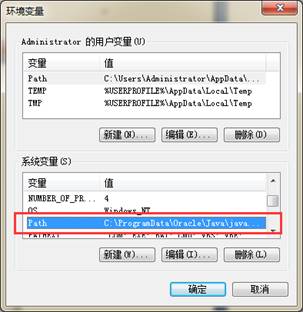 环境变量
Administrator 的用户变量(U)
变量 值
Path C:\Users\Administrator\AppData\...
TEMP %USERPROFILE%\AppData\Local\Temp
TMP %USERPROFILE%\AppData\Local\Temp
新建(N)... 编辑(E)... 删除(D)
系统变量(S)
变量 值
NUMBER_OF_PR... 4
OS Windows_NT
Path C:\ProgramData\Oracle\Java\java...
新建(W)... 编辑(I)... 删除(L)
确定 取消